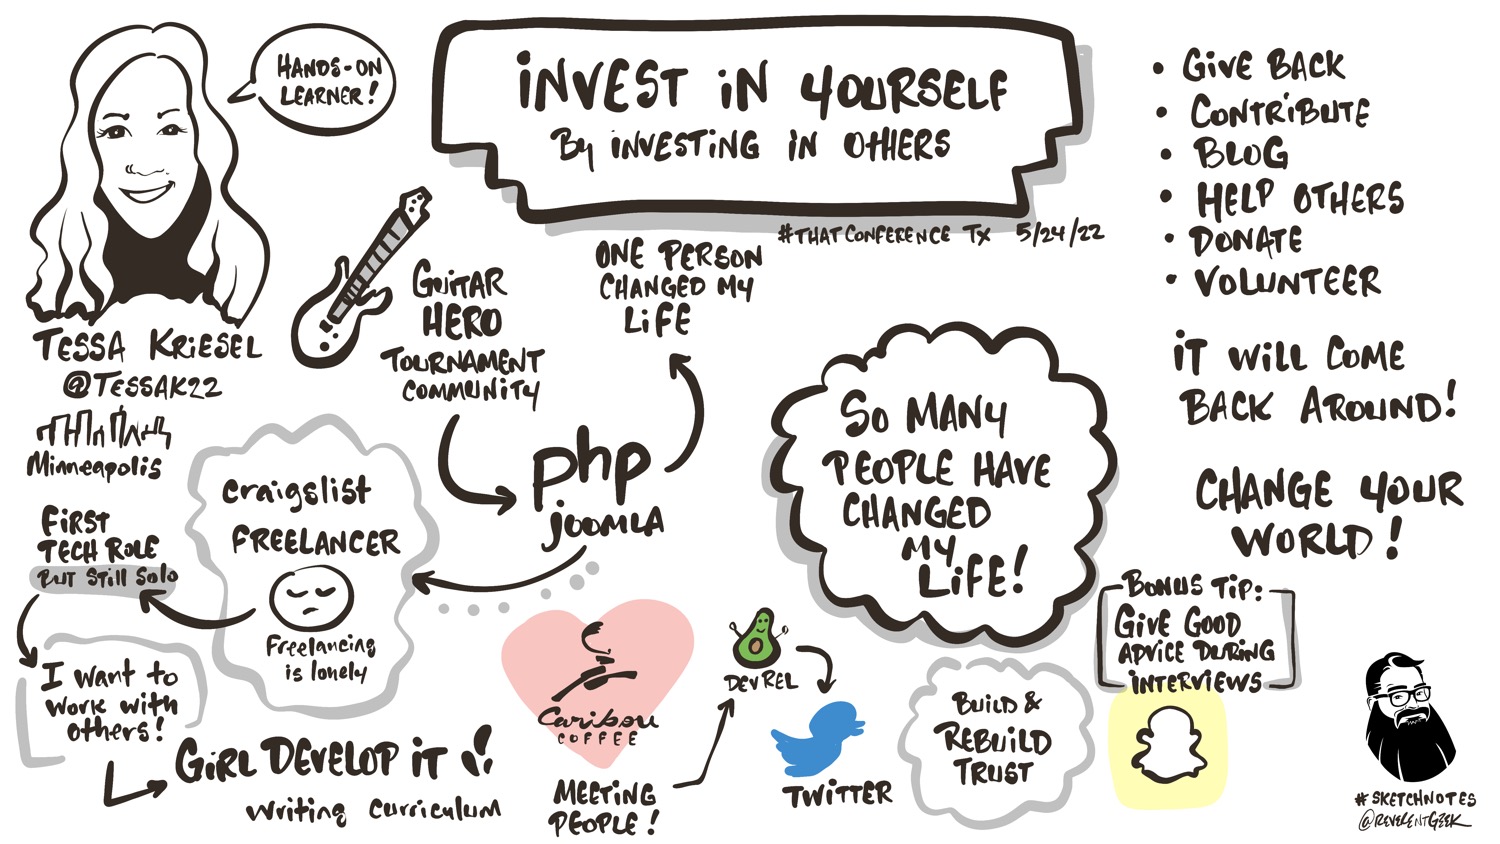 HANDS-ON
LEARNER!
INVEST IN YOURSELF
By INVESTING IN OTHERS
#THATCONFERENCE TX 5/24/22
TESSA KRIESEL
@TESSAK22
Minneapolis
GUITAR
HERO
TOURNAMENT
COMMUNITY
php
JOOMLA
ONE PERSON
CHANGED MY
LIFE
craigslist
FREELANCER
Freelancing
is lonely
FIRST
TECH ROLE
BUT STILL SOLO
I want to
work with
others!
GIRL DEVELOP IT
writing curriculum
Caribou
COFFEE
MEETING
PEOPLE!
DEVREL
TWITTER
SO MANY
PEOPLE HAVE
CHANGED
MY
LIFE!
BUILD &
REBUILD
TRUST
BONUS TIP:
GIVE GOOD
ADVICE DURING
INTERVIEWS
• GIVE BACK
• CONTRIBUTE
• BLOG
• HELP OTHERS
• DONATE
• VOLUNTEER
IT WILL COME
BACK AROUND!
CHANGE YOUR
WORLD!
#SKETCHNOTES
@REVERENTGEEK